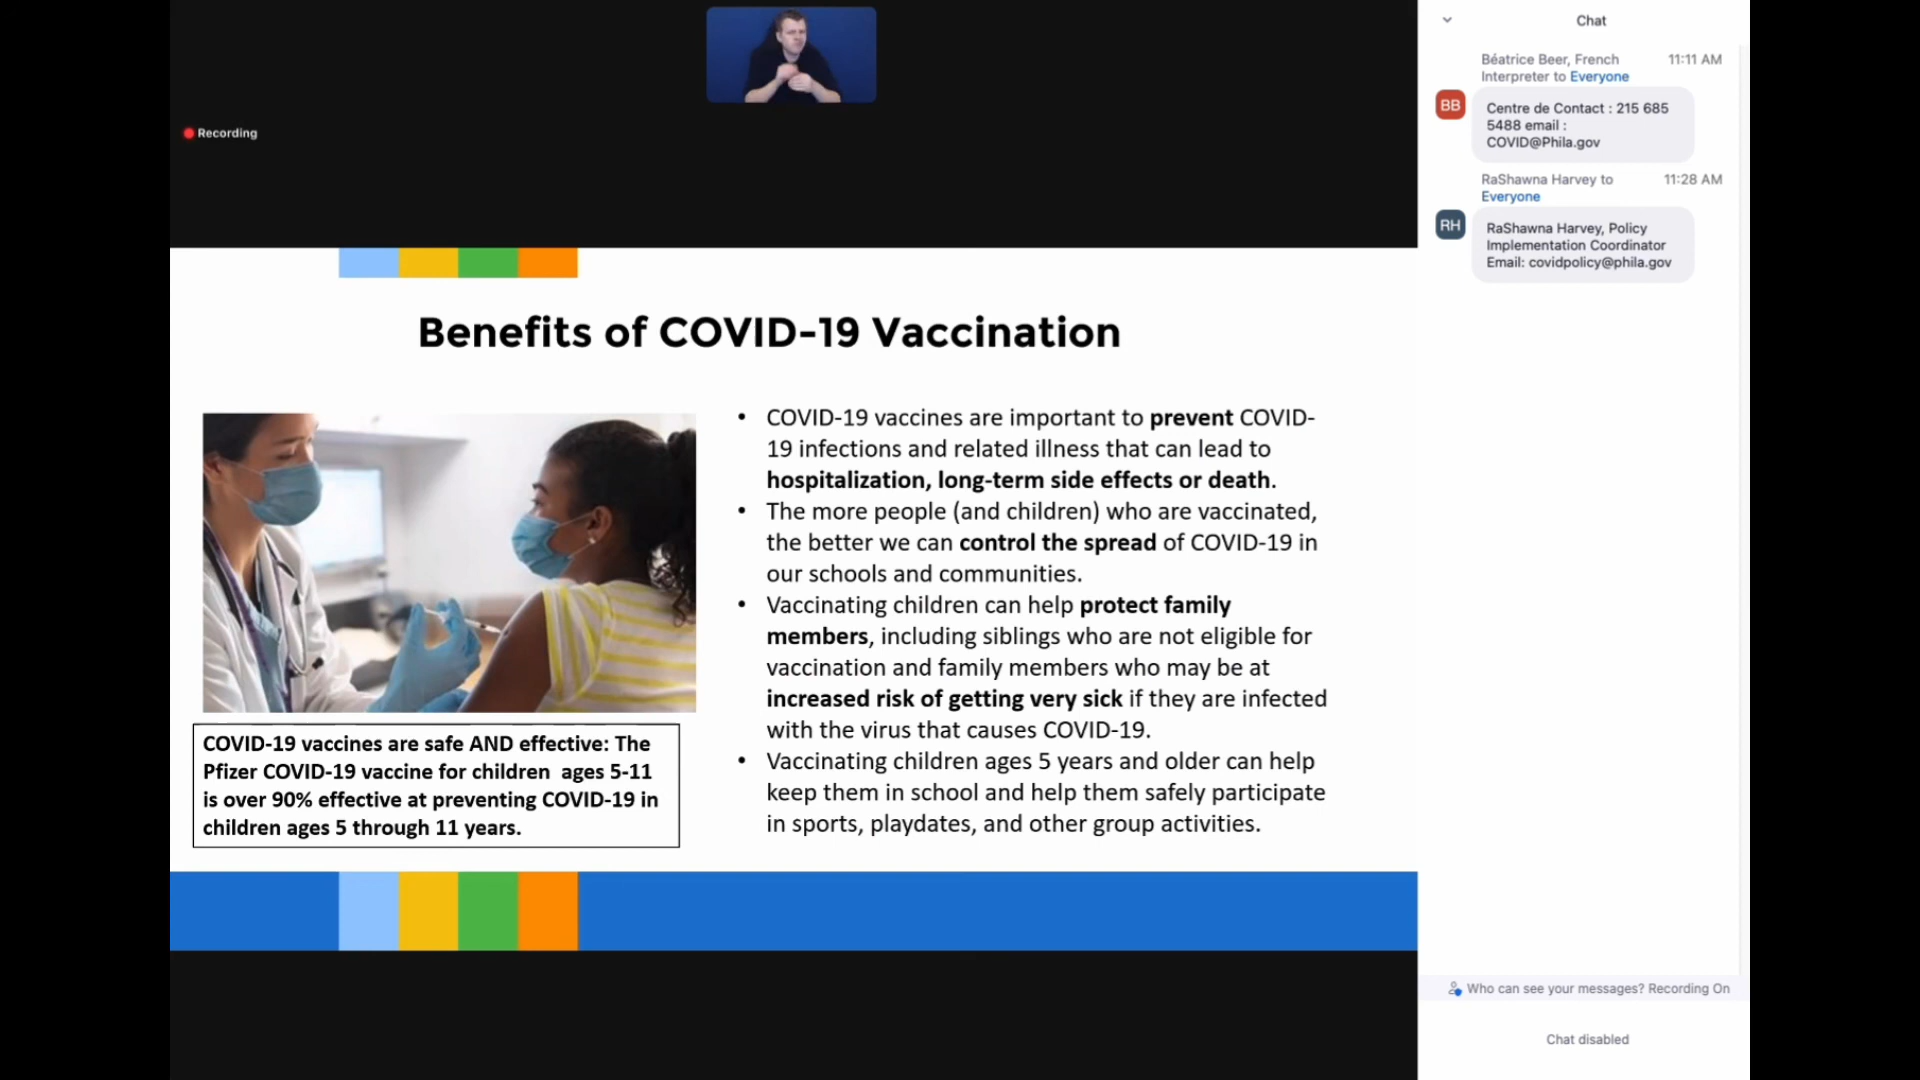 Recording
Benefits of COVID-19 Vaccination
COVID-19 vaccines are safe AND effective: The
Pfizer COVID-19 vaccine for children ages 5-11
is over 90% effective at preventing COVID-19 in
children ages 5 through 11 years.
• COVID-19 vaccines are important to prevent COVID-
19 infections and related illness that can lead to
hospitalization, long-term side effects or death.
• The more people (and children) who are vaccinated,
the better we can control the spread of COVID-19 in
our schools and communities.
• Vaccinating children can help protect family
members, including siblings who are not eligible for
vaccination and family members who may be at
increased risk of getting very sick if they are infected
with the virus that causes COVID-19.
• Vaccinating children ages 5 years and older can help
keep them in school and help them safely participate
in sports, playdates, and other group activities.
Chat
Béatrice Beer, French 11:11 AM
Interpreter to Everyone
BB
Centre de Contact : 215 685
5488 email :
COVID@Phila.gov
RaShawna Harvey to 11:28 AM
Everyone
RH
RaShawna Harvey, Policy
Implementation Coordinator
Email: covidpolicy@phila.gov
Who can see your messages? Recording On
Chat disabled